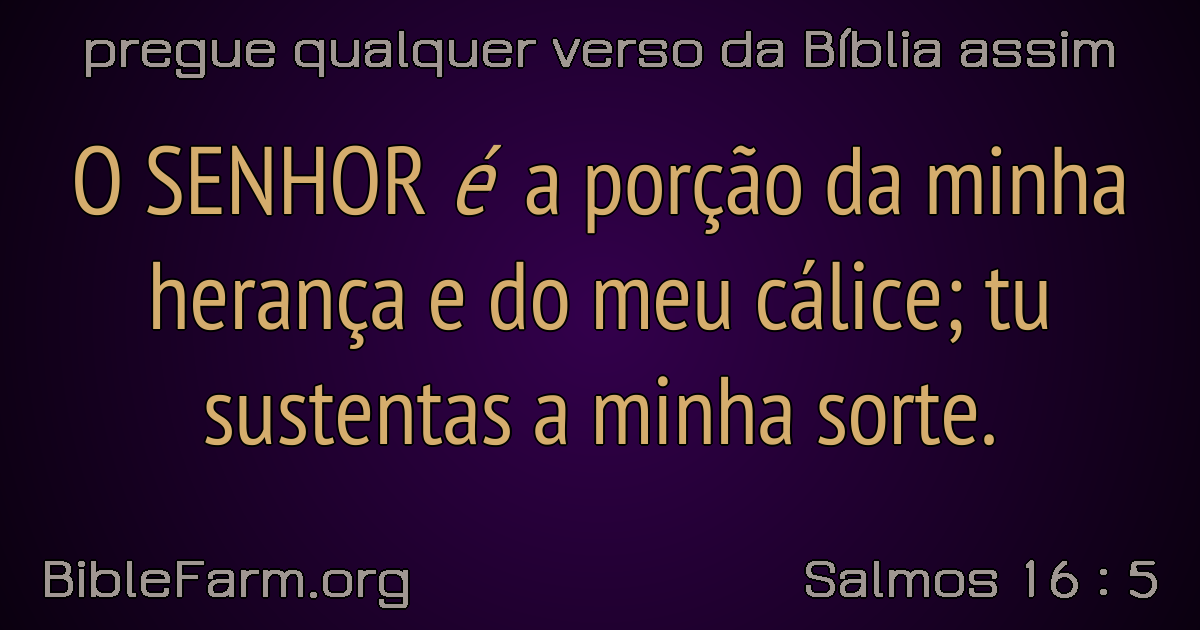 pregue qualquer verso da Bíblia assim
O SENHOR é a porção da minha
herança e do meu cálice; tu
sustentas a minha sorte.
BibleFarm.org
Salmos 16 : 5